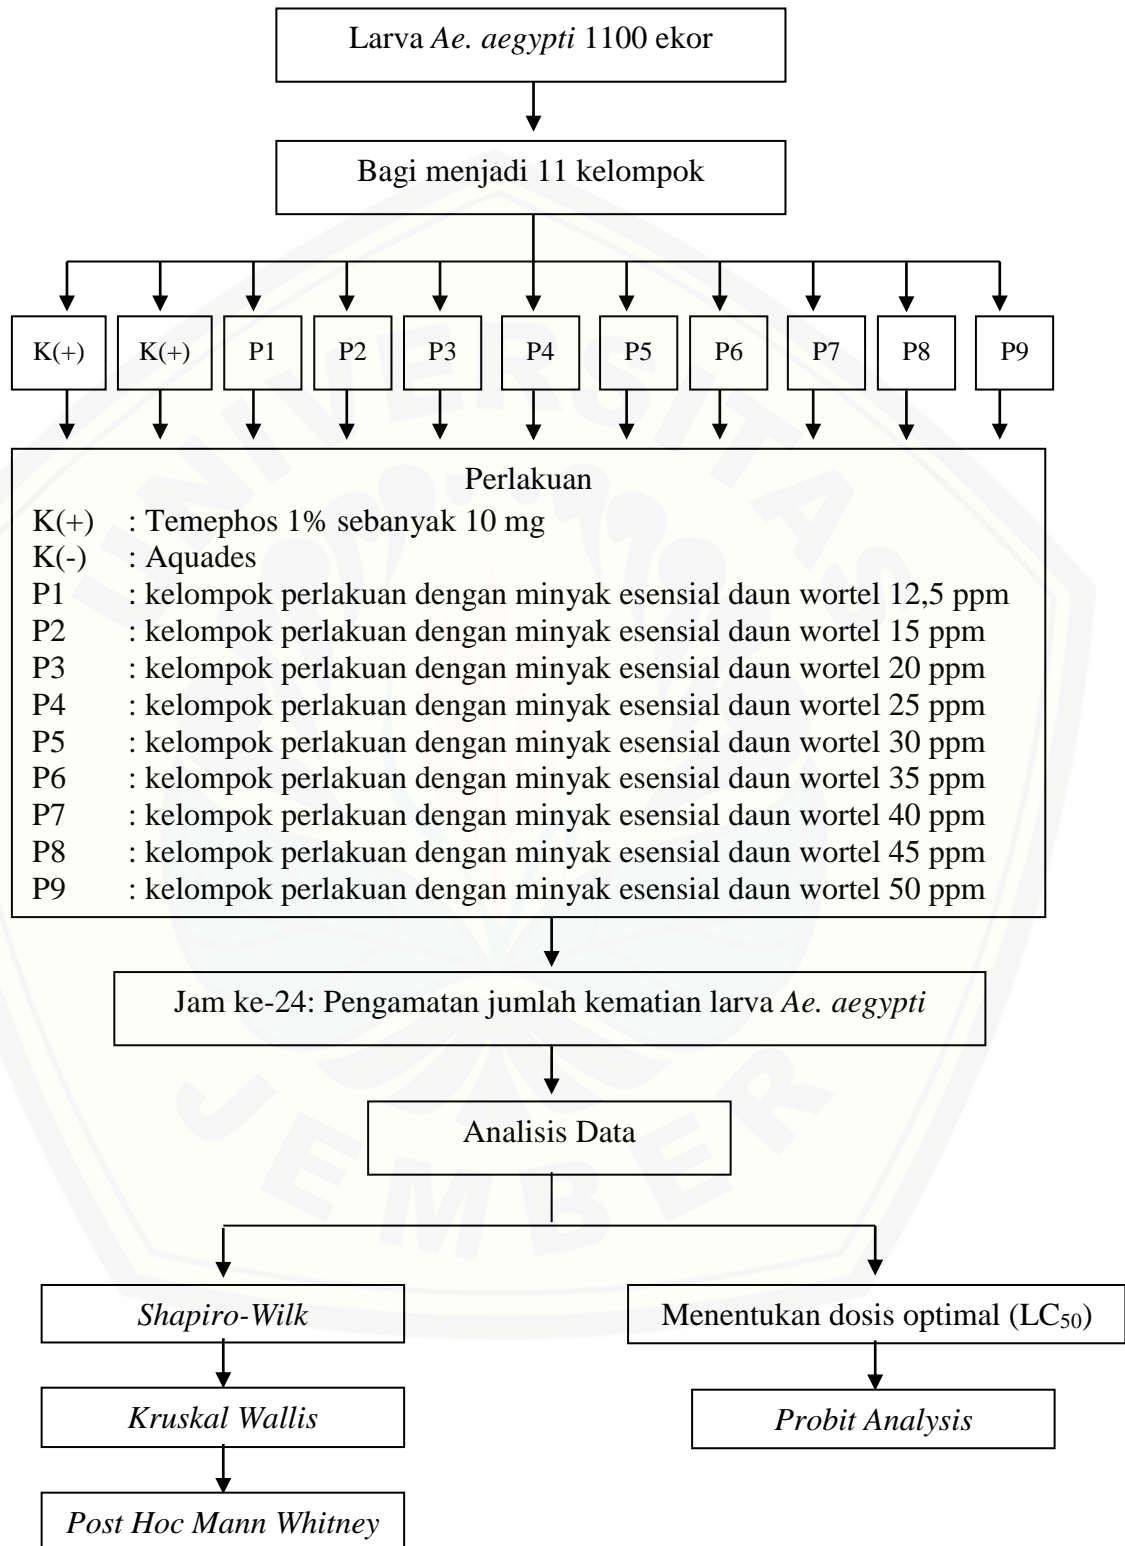 Larva Ae. aegypti 1100 ekor
Bagi menjadi 11 kelompok
K(+) K(+) P1 P2 P3 P4 P5 P6 P7 P8 P9
Perlakuan
K(+) : Temephos 1% sebanyak 10 mg
K(-) : Aquades
P1 : kelompok perlakuan dengan minyak esensial daun wortel 12,5 ppm
P2 : kelompok perlakuan dengan minyak esensial daun wortel 15 ppm
P3 : kelompok perlakuan dengan minyak esensial daun wortel 20 ppm
P4 : kelompok perlakuan dengan minyak esensial daun wortel 25 ppm
P5 : kelompok perlakuan dengan minyak esensial daun wortel 30 ppm
P6 : kelompok perlakuan dengan minyak esensial daun wortel 35 ppm
P7 : kelompok perlakuan dengan minyak esensial daun wortel 40 ppm
P8 : kelompok perlakuan dengan minyak esensial daun wortel 45 ppm
P9 : kelompok perlakuan dengan minyak esensial daun wortel 50 ppm
Jam ke-24: Pengamatan jumlah kematian larva Ae. aegypti
Analisis Data
Shapiro-Wilk
Menentukan dosis optimal (LC50)
Kruskal Wallis
Probit Analysis
Post Hoc Mann Whitney
UNIVERSITAS
JEMBER